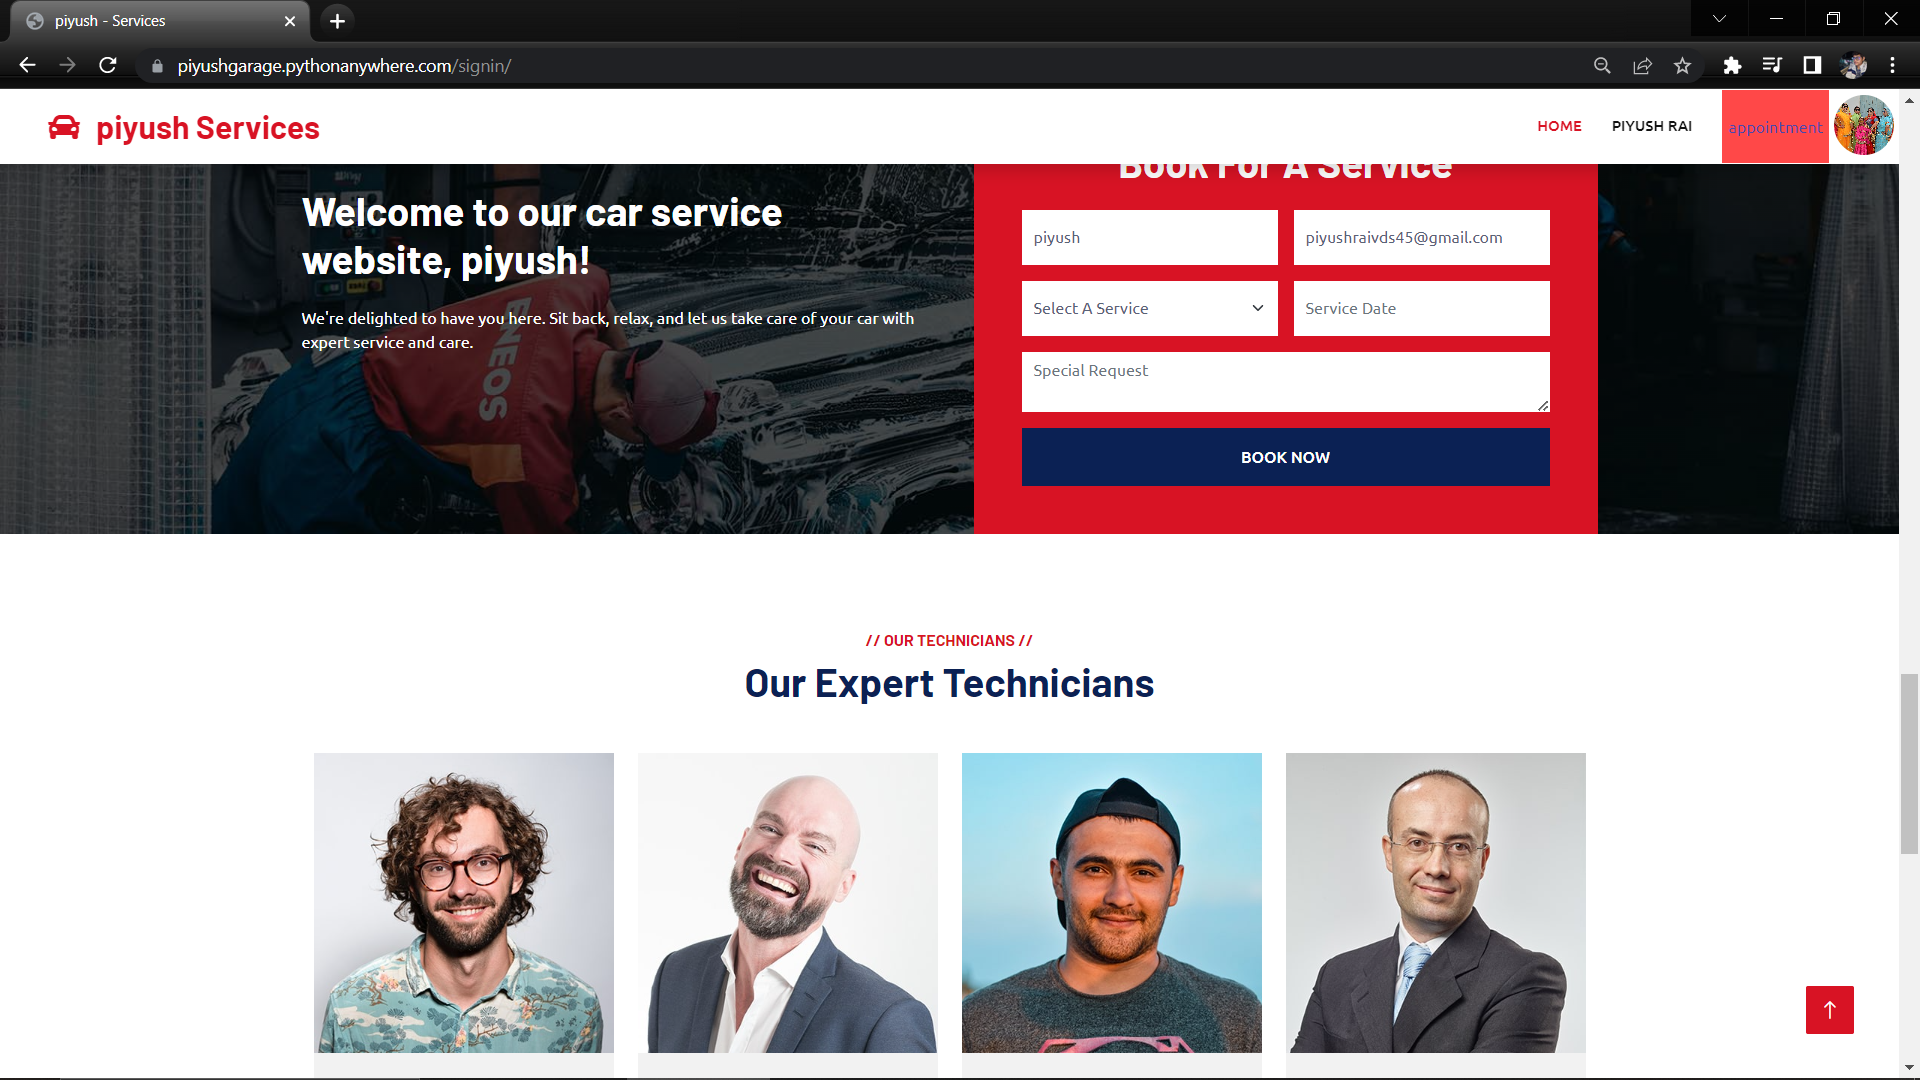 piyush - Services
piyushgarage.pythonanywhere.com/signin/
piyush Services
HOME
PIYUSH RAI
appointment
Book For A Service
Welcome to our car service
website, piyush!
We're delighted to have you here. Sit back, relax, and let us take care of your car with
expert service and care.
ENEOS
piyush
piyushraivds45@gmail.com
Select A Service
Service Date
Special Request
BOOK NOW
// OUR TECHNICIANS //
Our Expert Technicians